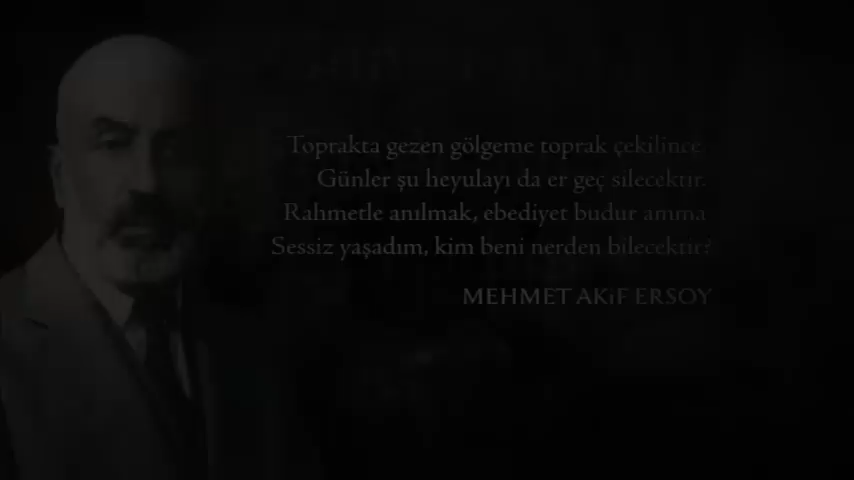 Toprakta gezen gölgeme toprak çekilince,
Günler şu heyulayı da er geç silecektir.
Rahmetle anılmak, ebediyet budur amma
Sessiz yaşadım, kim beni nerden bilecektir?
MEHMET AKiF ERSOY